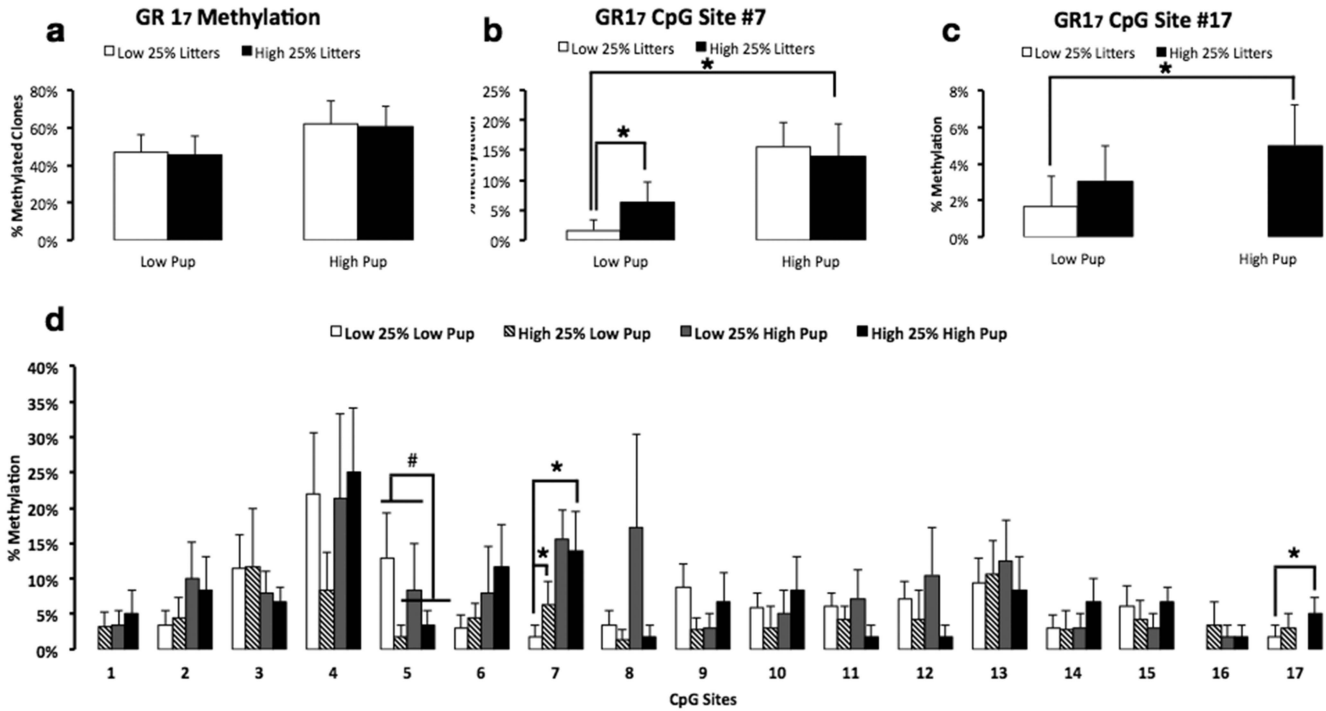 GR 17 Methylation
a
Low 25% Litters High 25% Litters
% Methylated Clones
80%
60%
40%
20%
0%
Low Pup High Pup
GR17 CpG Site #7
b
Low 25% Litters High 25% Litters
*
*
% Methylation
25%
20%
15%
10%
5%
0%
Low Pup High Pup
GR17 CpG Site #17
c
Low 25% Litters High 25% Litters
*
% Methylation
8%
6%
4%
2%
0%
Low Pup High Pup
d
Low 25% Low Pup High 25% Low Pup Low 25% High Pup High 25% High Pup
% Methylation
40%
35%
30%
25%
20%
15%
10%
5%
0%
# * * *
1 2 3 4 5 6 7 8 9 10 11 12 13 14 15 16 17
CpG Sites